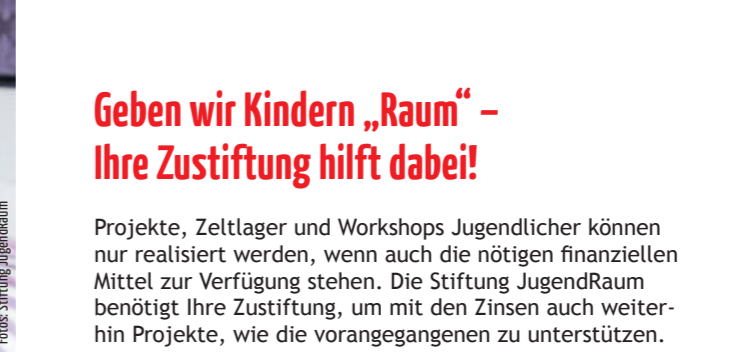 Geben wir Kindern „Raum“ –
Ihre Zustiftung hilft dabei!
Projekte, Zeltlager und Workshops Jugendlicher können
nur realisiert werden, wenn auch die nötigen finanziellen
Mittel zur Verfügung stehen. Die Stiftung JugendRaum
benötigt Ihre Zustiftung, um mit den Zinsen auch weiter-
hin Projekte, wie die vorangegangenen zu unterstützen.
Fotos: Stiftung JugendRaum